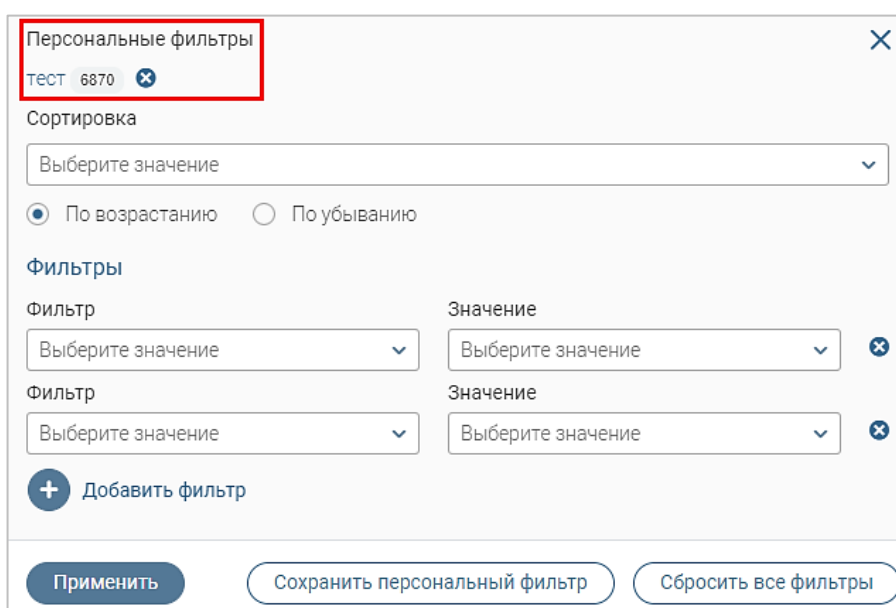 Персональные фильтры
тест 6870
Сортировка
Выберите значение
По возрастанию По убыванию
Фильтры
Фильтр Значение
Выберите значение Выберите значение
Фильтр Значение
Выберите значение Выберите значение
Добавить фильтр
Применить Сохранить персональный фильтр Сбросить все фильтры